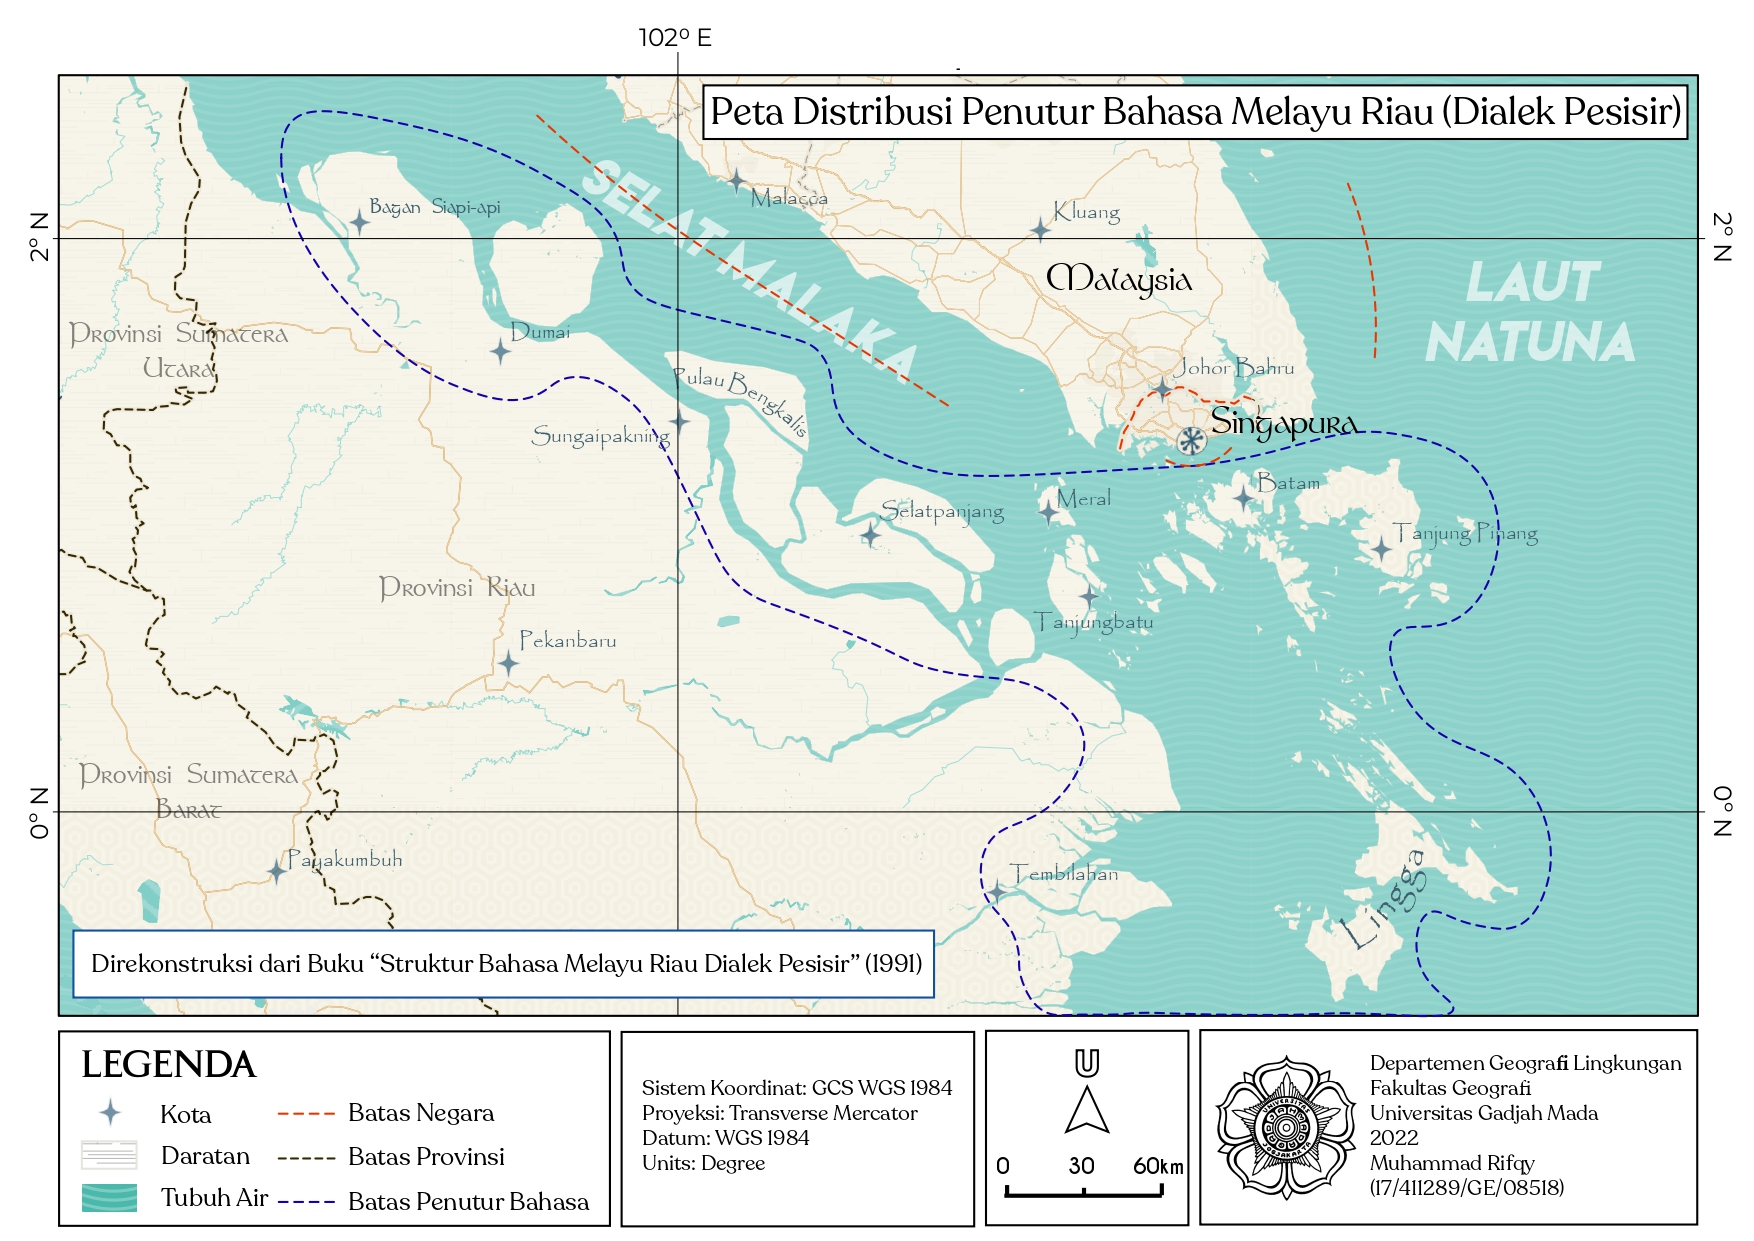 102° E
Peta Distribusi Penutur Bahasa Melayu Riau (Dialek Pesisir)
SELAT MALAKA
Malacca
Bagan Siapi-api
Kluang
2° N
2° N
Malaysia
LAUT
NATUNA
Provinsi Sumatera
Utara
Dumai
Johor Bahru
Pulau Bengkalis
Singapura
Sungaipakning
Batam
Meral
Selatpanjang
Tanjung Pinang
Provinsi Riau
Tanjungbatu
Pekanbaru
Provinsi Sumatera
Barat
0° N
0° N
Payakumbuh
Tembilahan
Lingga
Direkonstruksi dari Buku “Struktur Bahasa Melayu Riau Dialek Pesisir” (1991)
LEGENDA
Kota
Daratan
Tubuh Air
Batas Negara
Batas Provinsi
Batas Penutur Bahasa
Sistem Koordinat: GCS WGS 1984
Proyeksi: Transverse Mercator
Datum: WGS 1984
Units: Degree
U
0 30 60km
UNIVERSITAS
GADJAH MADA
JOGJAKARTA
Departemen Geografi Lingkungan
Fakultas Geografi
Universitas Gadjah Mada
2022
Muhammad Rifqy
(17/411289/GE/08518)